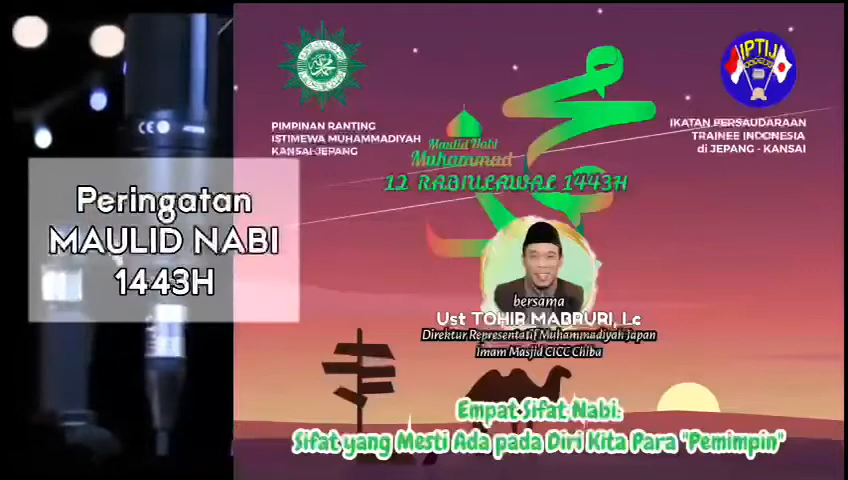 Peringatan
MAULID NABI
1443H
PIMPINAN RANTING
ISTIMEWA MUHAMMADIYAH
KANSAI-JEPANG
IPTIJ
IKATAN PERSAUDARAAN
TRAINEE INDONESIA
di JEPANG - KANSAI
Maulid Nabi
Muhammad
12 RABIULAWAL 1443H
bersama
Ust TOHIR MABRURI, Lc
Direktur Representatif Muhammadiyah Japan
Imam Masjid CICC Chiba
Empat Sifat Nabi:
Sifat yang Mesti Ada pada Diri Kita Para "Pemimpin"